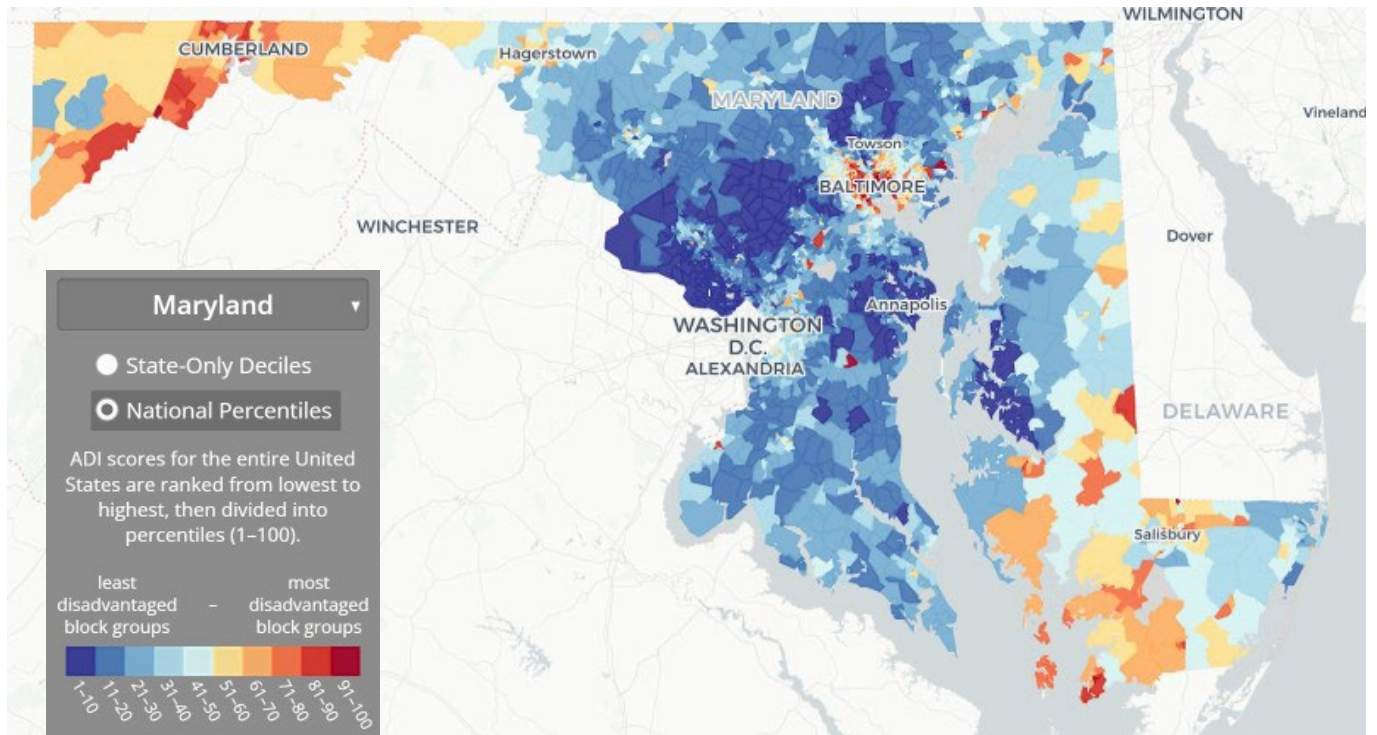 WILMINGTON
CUMBERLAND
Hagerstown
MARYLAND
Vineland
Towson
BALTIMORE
WINCHESTER
Dover
Annapolis
WASHINGTON
D.C.
ALEXANDRIA
DELAWARE
Salisbury
Maryland
State-Only Deciles
National Percentiles
ADI scores for the entire United
States are ranked from lowest to
highest, then divided into
percentiles (1–100).
least
disadvantaged
block groups
–
most
disadvantaged
block groups
1–10
11–20
21–30
31–40
41–50
51–60
61–70
71–80
81–90
91–100